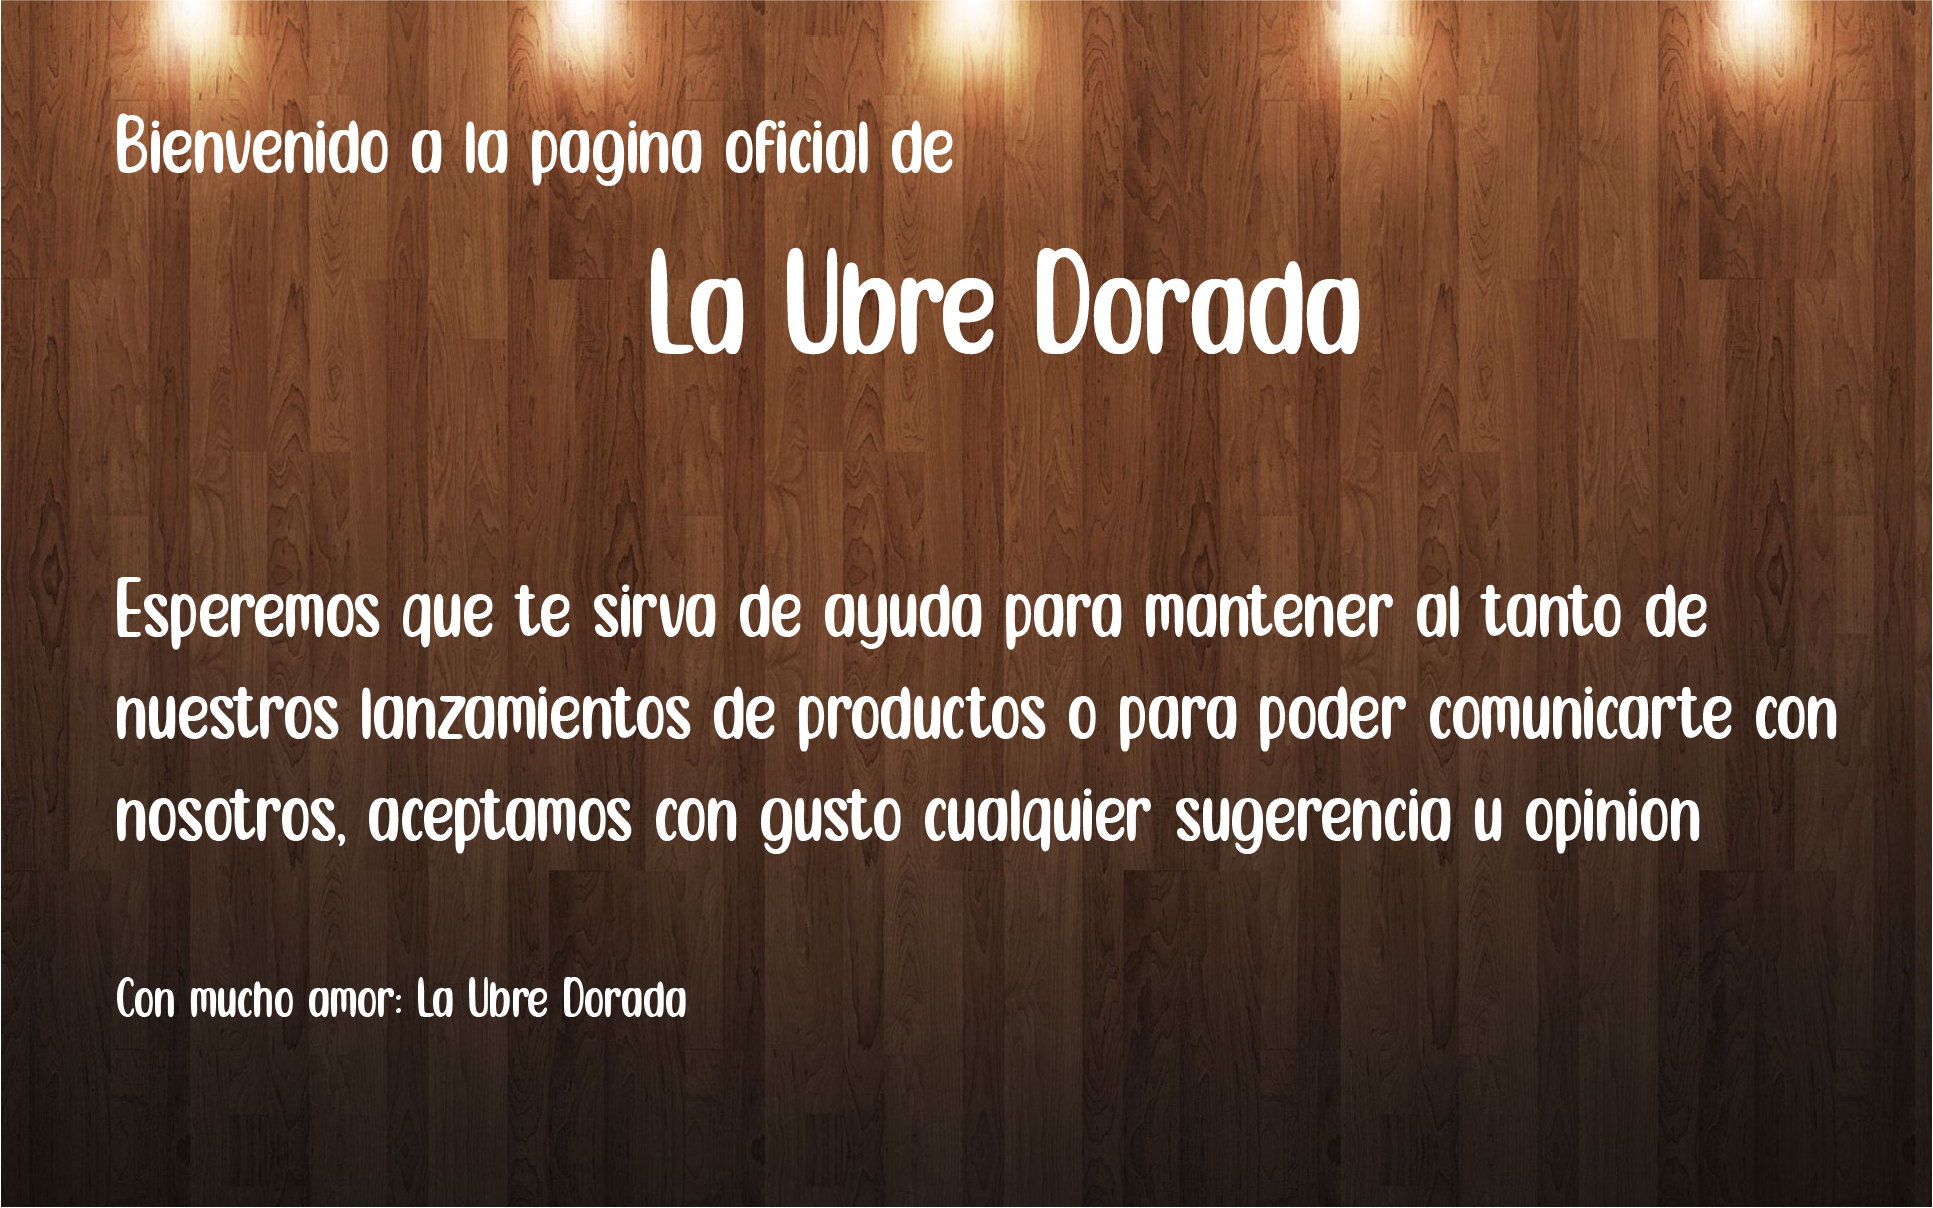 Bienvenido a la pagina oficial de
La Ubre Dorada
Esperemos que te sirva de ayuda para mantener al tanto de
nuestros lanzamientos de productos o para poder comunicarte con
nosotros, aceptamos con gusto cualquier sugerencia u opinion
Con mucho amor: La Ubre Dorada